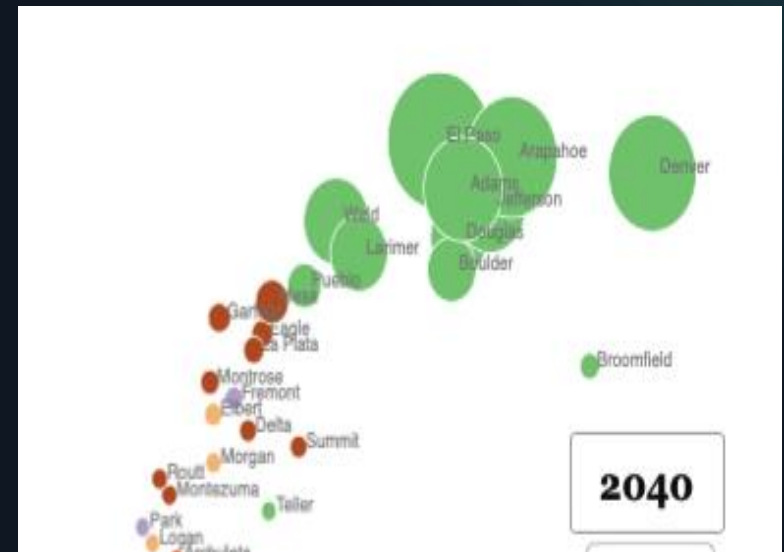 El Paso
Arapahoe
Denver
Adams
Jefferson
Weld
Douglas
Larimer
Boulder
Pueblo
Eagle
La Plata
Broomfield
Montrose
Fremont
Elbert
Delta
Summit
Morgan
2040
Routt
Montezuma
Teller
Park
Logan